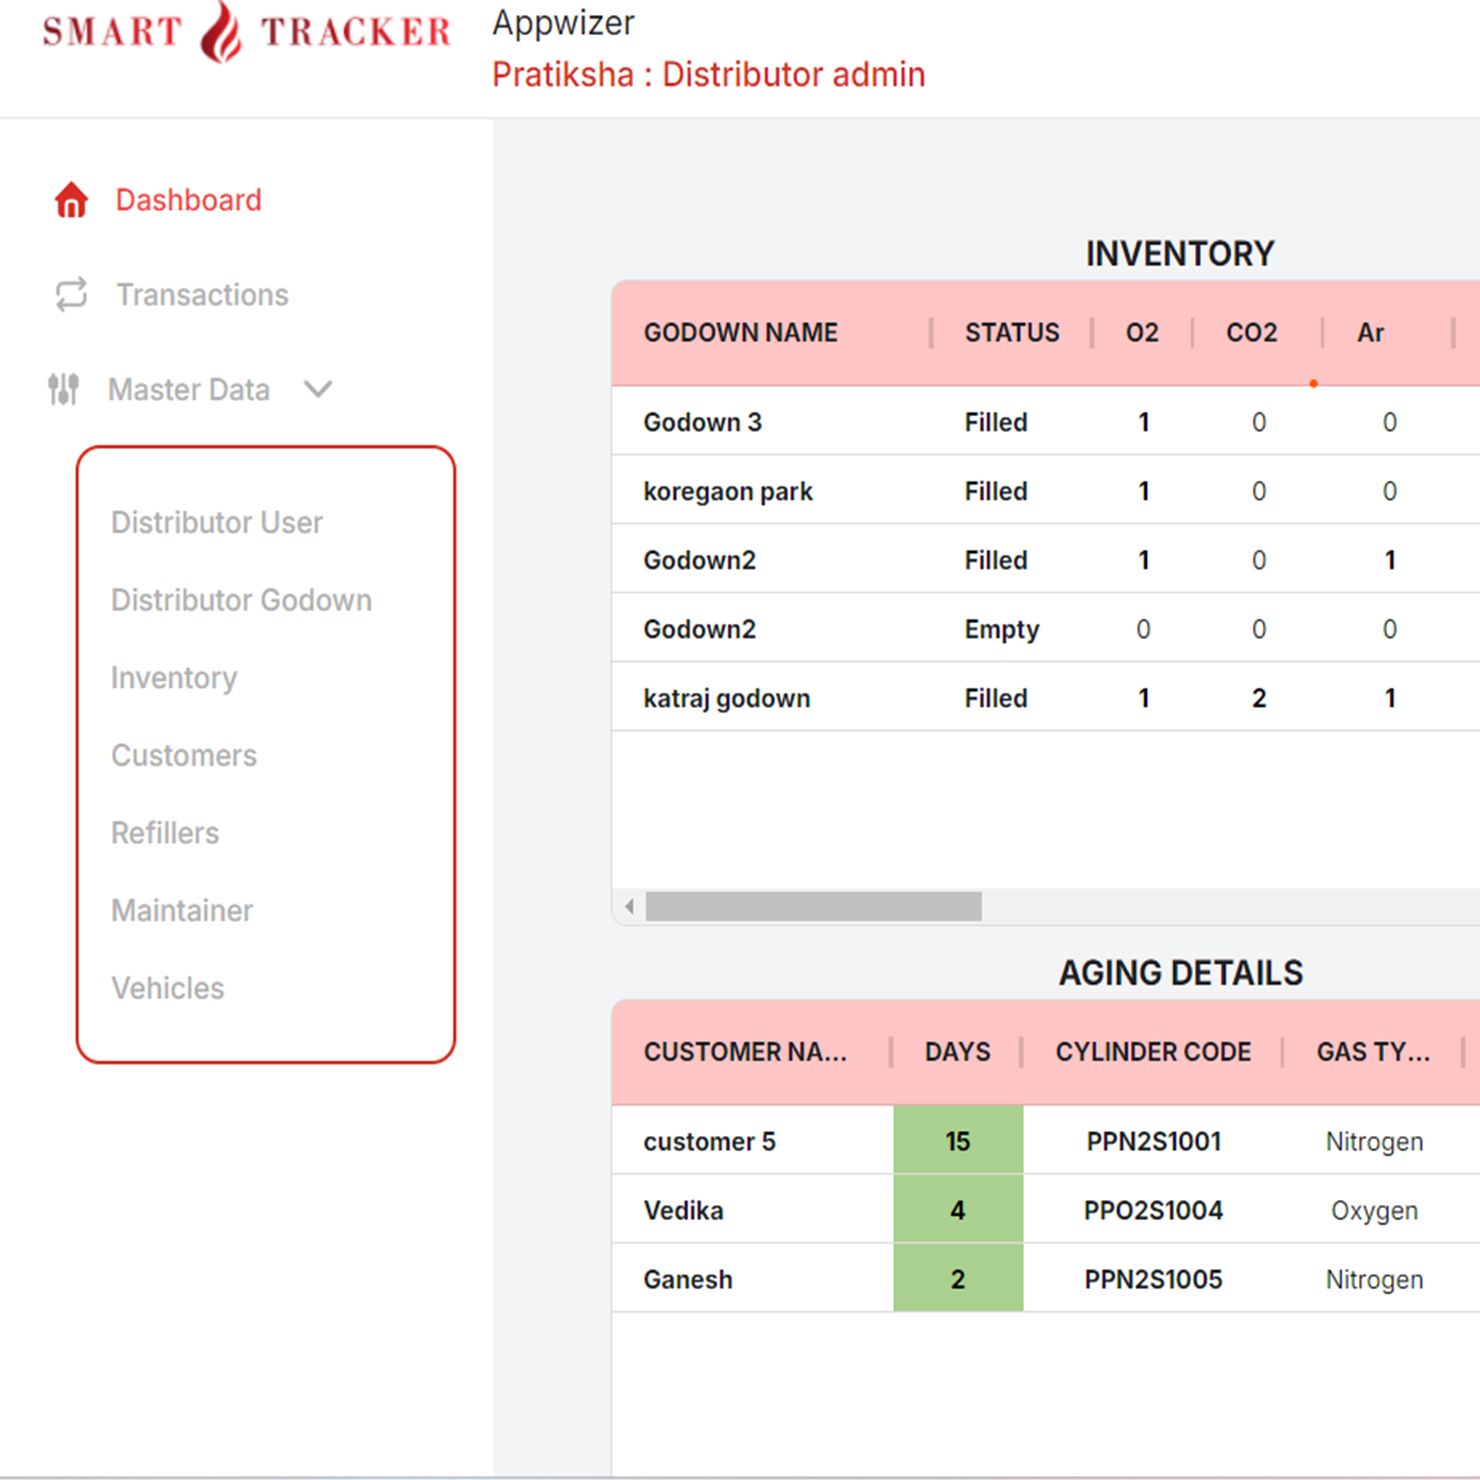 SMART TRACKER
Appwizer
Pratiksha : Distributor admin
Dashboard
Transactions
Master Data
Distributor User
Distributor Godown
Inventory
Customers
Refillers
Maintainer
Vehicles
INVENTORY
GODOWN NAME STATUS O2 CO2 Ar
Godown 3 Filled 1 0 0
koregaon park Filled 1 0 0
Godown2 Filled 1 0 1
Godown2 Empty 0 0 0
katraj godown Filled 1 2 1
AGING DETAILS
CUSTOMER NA... DAYS CYLINDER CODE GAS TY...
customer 5 15 PPN2S1001 Nitrogen
Vedika 4 PPO2S1004 Oxygen
Ganesh 2 PPN2S1005 Nitrogen